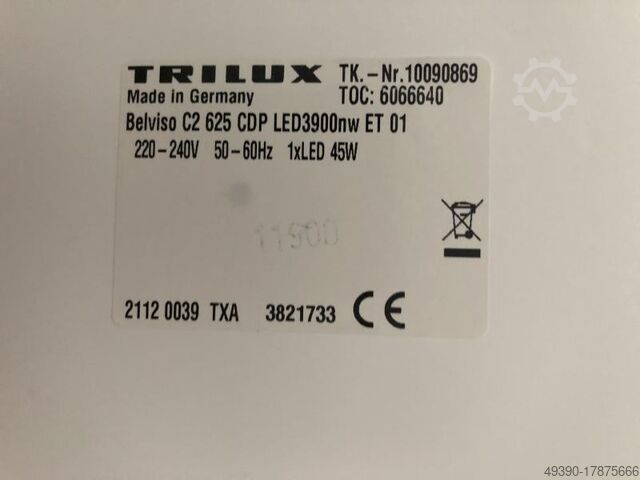 TRILUX TK.-Nr.10090869
Made in Germany TOC: 6066640
Belviso C2 625 CDP LED3900nw ET 01
220-240V 50-60Hz 1xLED 45W
11900
2112 0039 TXA 3821733 CE
49390-17875666